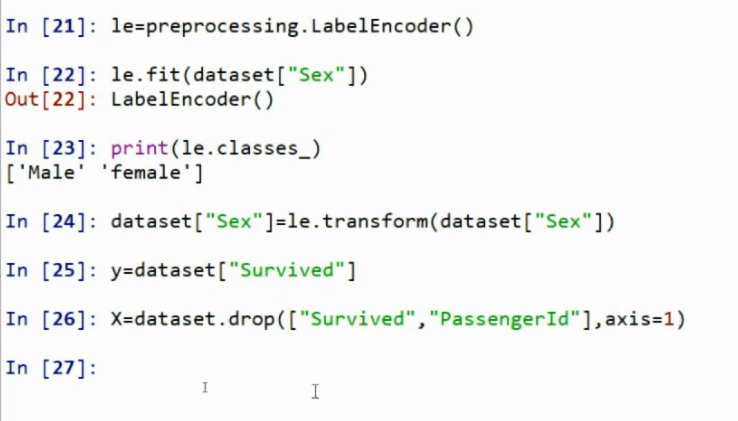 In [21]: le=preprocessing.LabelEncoder()
In [22]: le.fit(dataset["Sex"])
Out[22]: LabelEncoder()
In [23]: print(le.classes_)
['Male' 'female']
In [24]: dataset["Sex"]=le.transform(dataset["Sex"])
In [25]: y=dataset["Survived"]
In [26]: X=dataset.drop(["Survived","PassengerId"],axis=1)
In [27]: